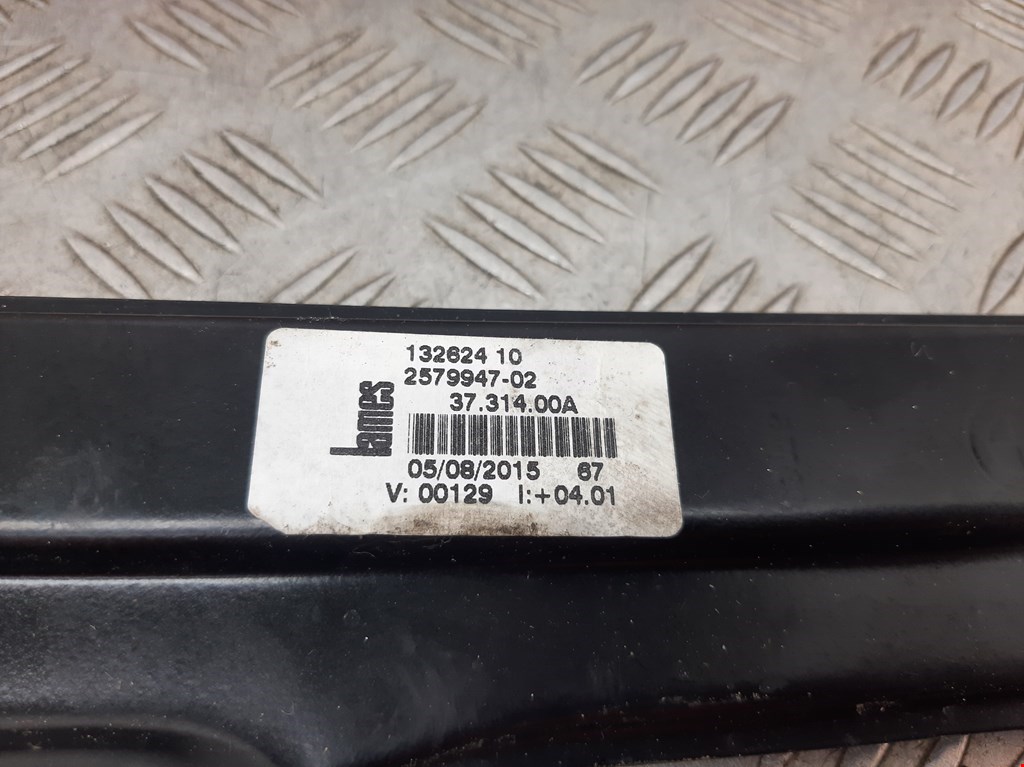 132624 10
2579947-02
37.314.00A
lames
05/08/2015 67
V: 00129 I:+04.01